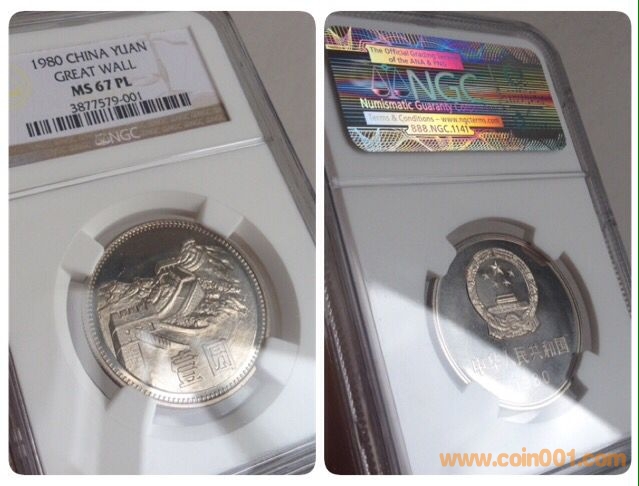 1980 CHINA YUAN
GREAT WALL
MS 67 PL
3877579-001
NGC
壹圆
The Official Grading Service
of the ANA & PNG
NGC
Numismatic Guaranty
Terms & Conditions – www.ngcterms.com
888.NGC.1141
中华人民共和国
1980
www.coin001.com